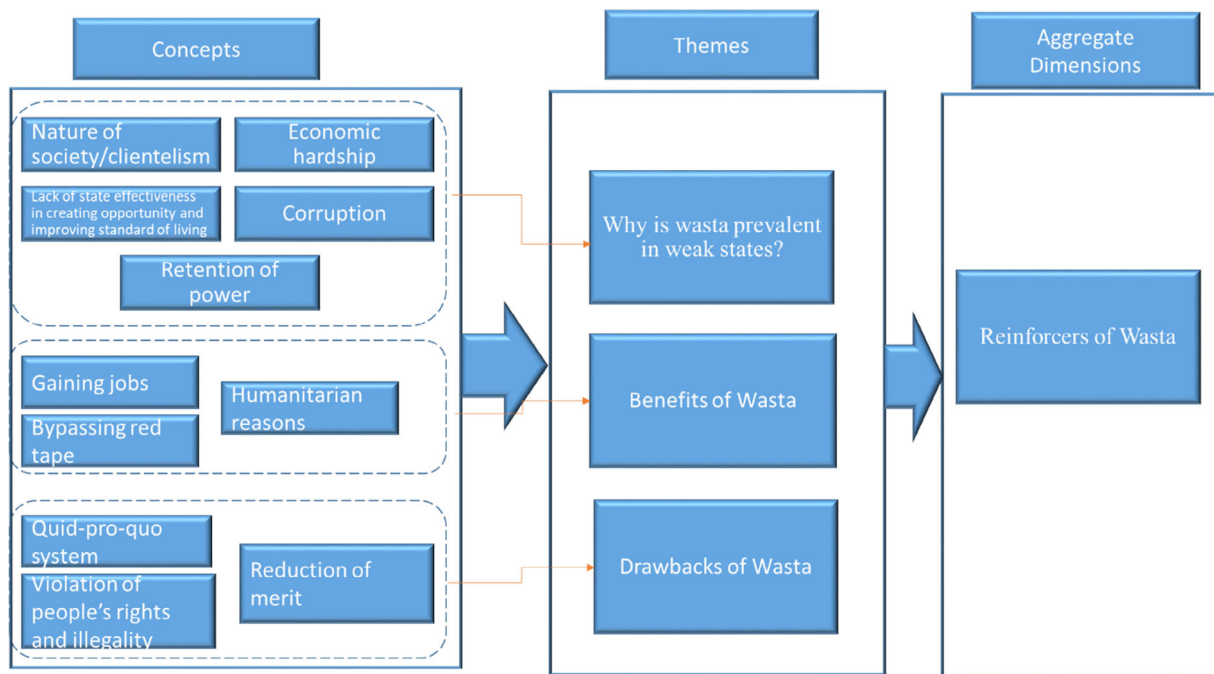 Concepts
Themes
Aggregate
Dimensions
Nature of
society/clientelism
Economic
hardship
Lack of state effectiveness
in creating opportunity and
improving standard of living
Corruption
Retention of
power
Why is wasta prevalent
in weak states?
Reinforcers of Wasta
Gaining jobs
Humanitarian
reasons
Bypassing red
tape
Benefits of Wasta
Quid-pro-quo
system
Reduction of
merit
Violation of
people’s rights
and illegality
Drawbacks of Wasta